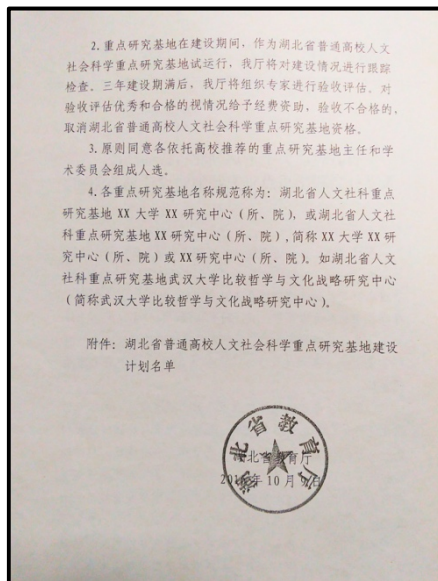 2.重点研究基地在建设期间，作为湖北省普通高校人文
社会科学重点研究基地试运行，我厅将对建设情况进行跟踪
检查。三年建设期满后，我厅将组织专家进行验收评估。对
验收评估优秀和合格的视情况给予经费资助，验收不合格的，
取消湖北省普通高校人文社会科学重点研究基地资格。
3.原则同意各依托高校推荐的重点研究基地主任和学
术委员会组成人选。
4.各重点研究基地名称规范称为：湖北省人文社科重点
研究基地XX大学XX研究中心（所、院），或湖北省人文社
科重点研究基地XX研究中心（所、院）,简称XX大学XX研
究中心（所、院）或XX研究中心（所、院）。如湖北省人文
社科重点研究基地武汉大学比较哲学与文化战略研究中心
（简称武汉大学比较哲学与文化战略研究中心）。
附件：湖北省普通高校人文社会科学重点研究基地建设
计划名单
湖北省教育厅
湖北省教育厅
年10月 日